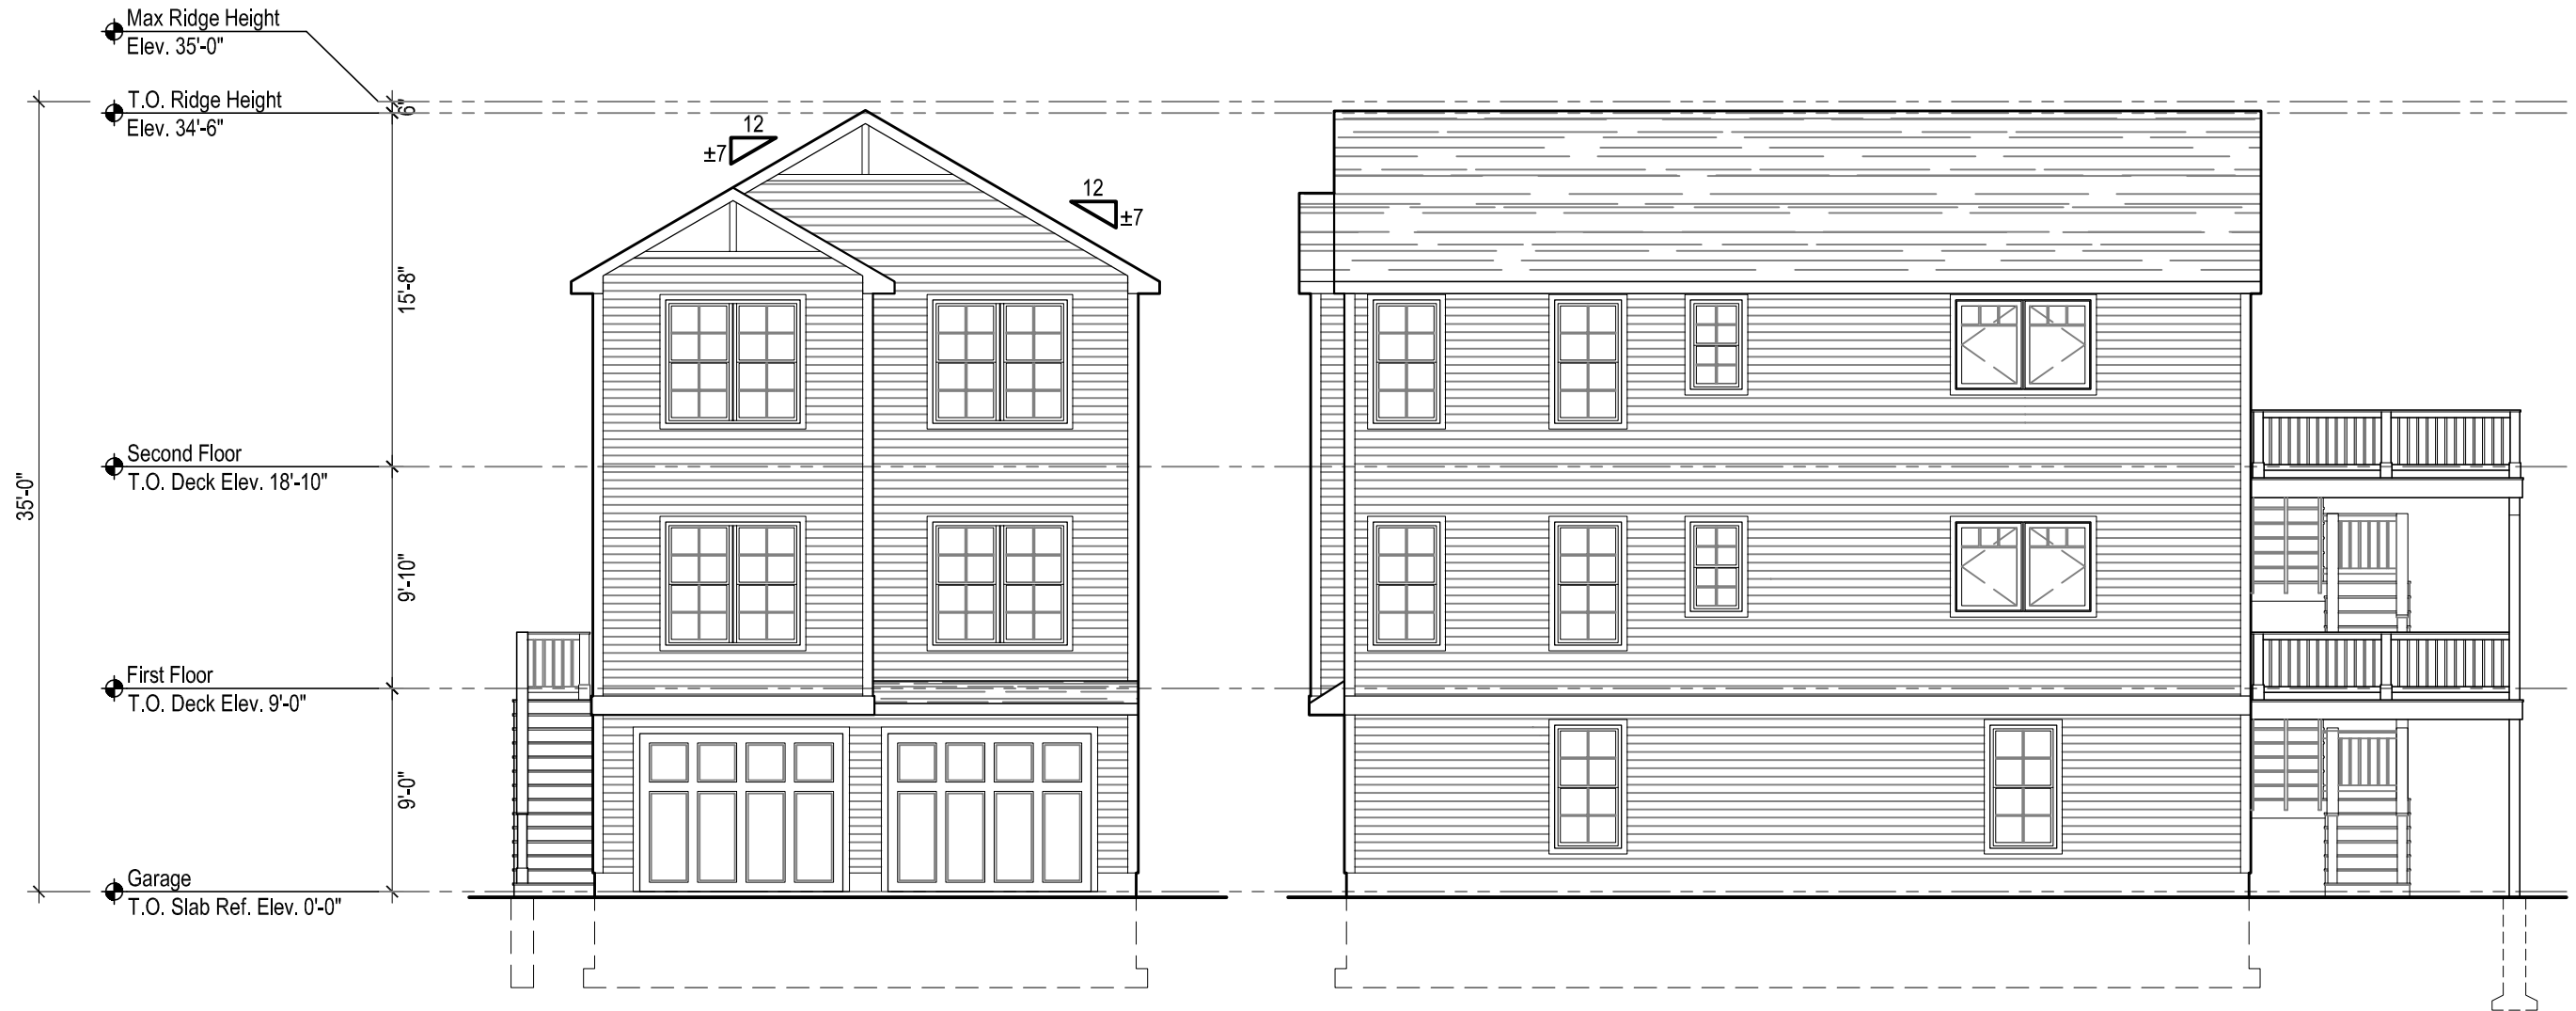 Max Ridge Height
Elev. 35'-0"
T.O. Ridge Height
Elev. 34'-6"
6"
12
±7
12
±7
15'-8"
Second Floor
T.O. Deck Elev. 18'-10"
35'-0"
9'-10"
First Floor
T.O. Deck Elev. 9'-0"
9'-0"
Garage
T.O. Slab Ref. Elev. 0'-0"